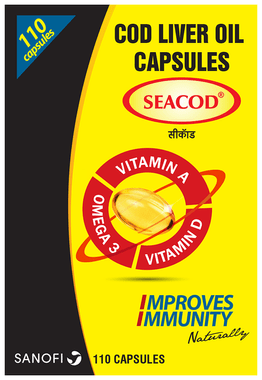 110
capsules
COD LIVER OIL
CAPSULES
SEACOD®
सीकॅाड
VITAMIN A
OMEGA 3
VITAMIN D
IMPROVES
IMMUNITY
Naturally
SANOFI
110 CAPSULES